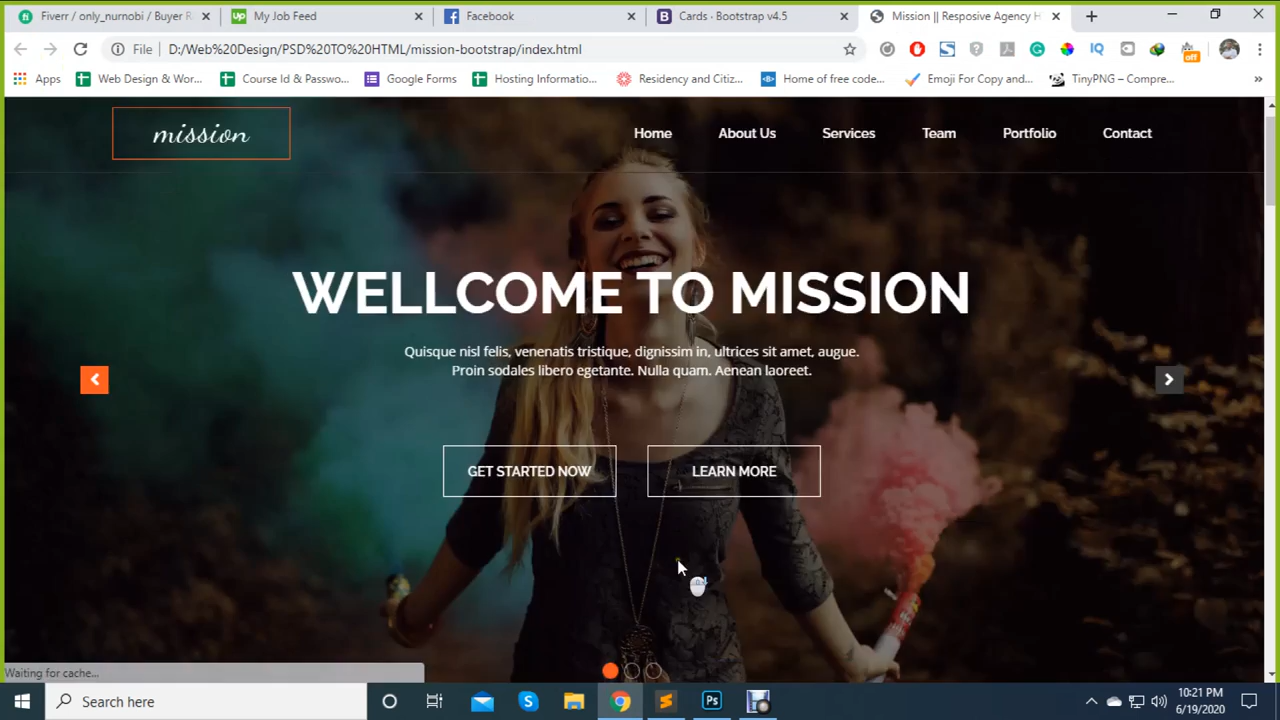 Fiverr / only_nurnobi / Buyer R
My Job Feed
Facebook
Cards · Bootstrap v4.5
Mission || Resposive Agency H
File
D:/Web%20Design/PSD%20TO%20HTML/mission-bootstrap/index.html
Apps
Web Design & Wor...
Course Id & Passwo...
Google Forms
Hosting Informatio...
Residency and Citiz...
Home of free code...
Emoji For Copy and...
TinyPNG – Compre...
off
IQ
mission
Home
About Us
Services
Team
Portfolio
Contact
WELLCOME TO MISSION
Quisque nisl felis, venenatis tristique, dignissim in, ultrices sit amet, augue.
Proin sodales libero egetante. Nulla quam. Aenean laoreet.
GET STARTED NOW
LEARN MORE
Waiting for cache...
Search here
Ps
10:21 PM
6/19/2020